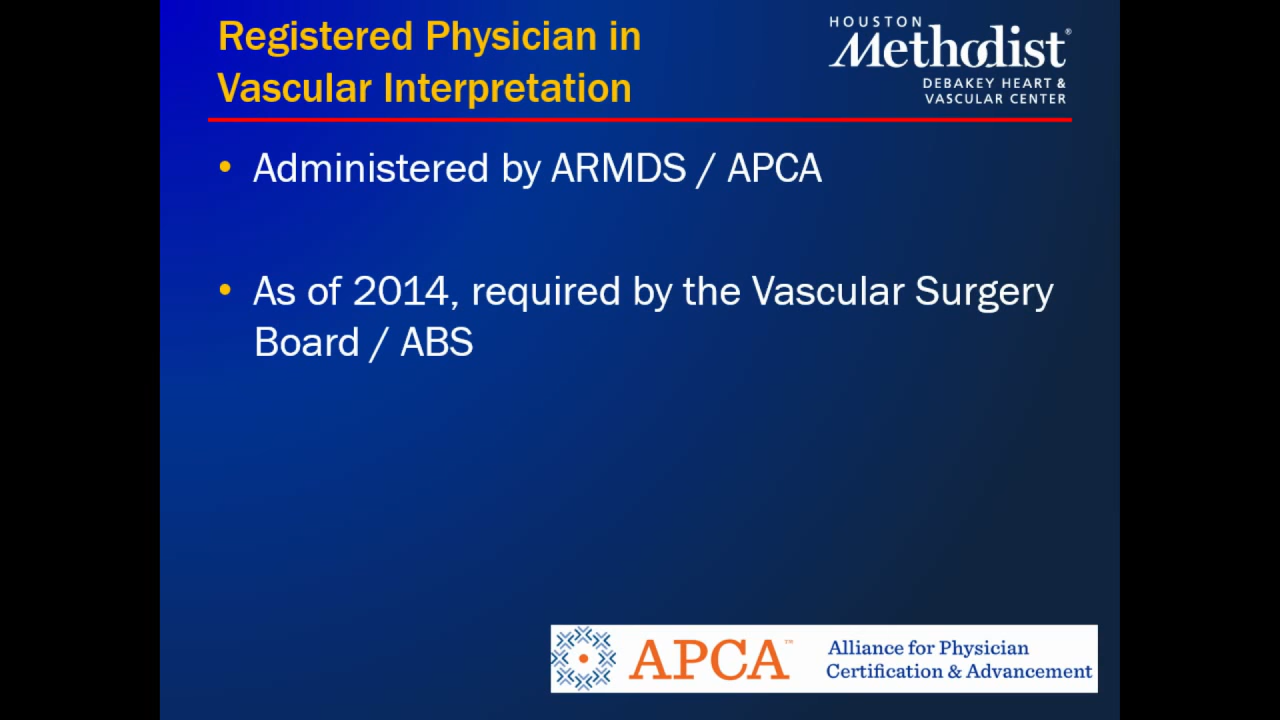 Registered Physician in
Vascular Interpretation
HOUSTON
Methodist®
DEBAKEY HEART &
VASCULAR CENTER
• Administered by ARMDS / APCA
• As of 2014, required by the Vascular Surgery
Board / ABS
APCA™
Alliance for Physician
Certification & Advancement